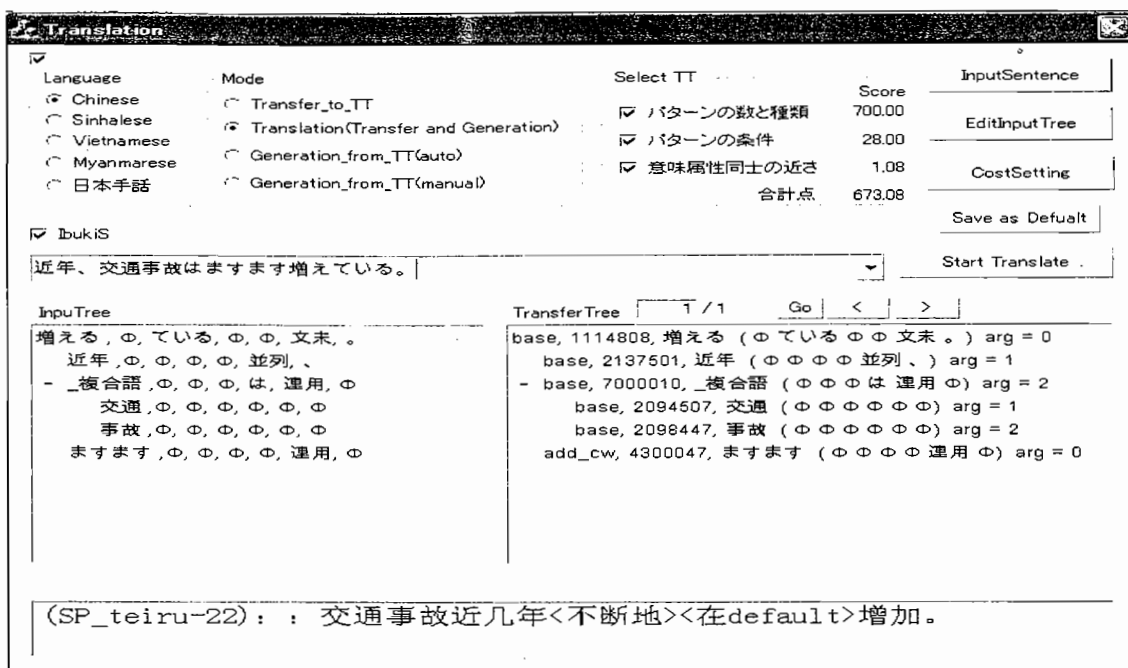 Translation
Language
Chinese
Sinhalese
Vietnamese
Myanmarese
日本手話
Mode
Transfer_to_TT
Translation(Transfer and Generation)
Generation_from_TT(auto)
Generation_from_TT(manual)
Select TT
Score
パターンの数と種類 700.00
パターンの条件 28.00
意味属性同士の近さ 1.08
合計点 673.08
InputSentence
EditInputTree
CostSetting
Save as Defualt
IbukiS
近年、交通事故はますます増えている。
Start Translate
InpuTree
増える, Φ, ている, Φ, Φ, 文末, 。
近年,Φ, Φ, Φ, Φ, 並列, 、
- _複合語,Φ, Φ, Φ, は, 連用, Φ
交通,Φ, Φ, Φ, Φ, Φ, Φ
事故,Φ, Φ, Φ, Φ, Φ, Φ
ますます,Φ, Φ, Φ, Φ, 連用, Φ
TransferTree 1 / 1 Go < >
base, 1114808, 増える (Φ ている Φ Φ 文末 。) arg = 0
base, 2137501, 近年 (Φ Φ Φ Φ 並列 、) arg = 1
- base, 7000010, _複合語 (Φ Φ Φ は 連用 Φ) arg = 2
base, 2094507, 交通 (Φ Φ Φ Φ Φ Φ) arg = 1
base, 2098447, 事故 (Φ Φ Φ Φ Φ Φ) arg = 2
add_cw, 4300047, ますます (Φ Φ Φ Φ 連用 Φ) arg = 0
(SP_teiru-22): : 交通事故近几年<不断地><在default>增加。